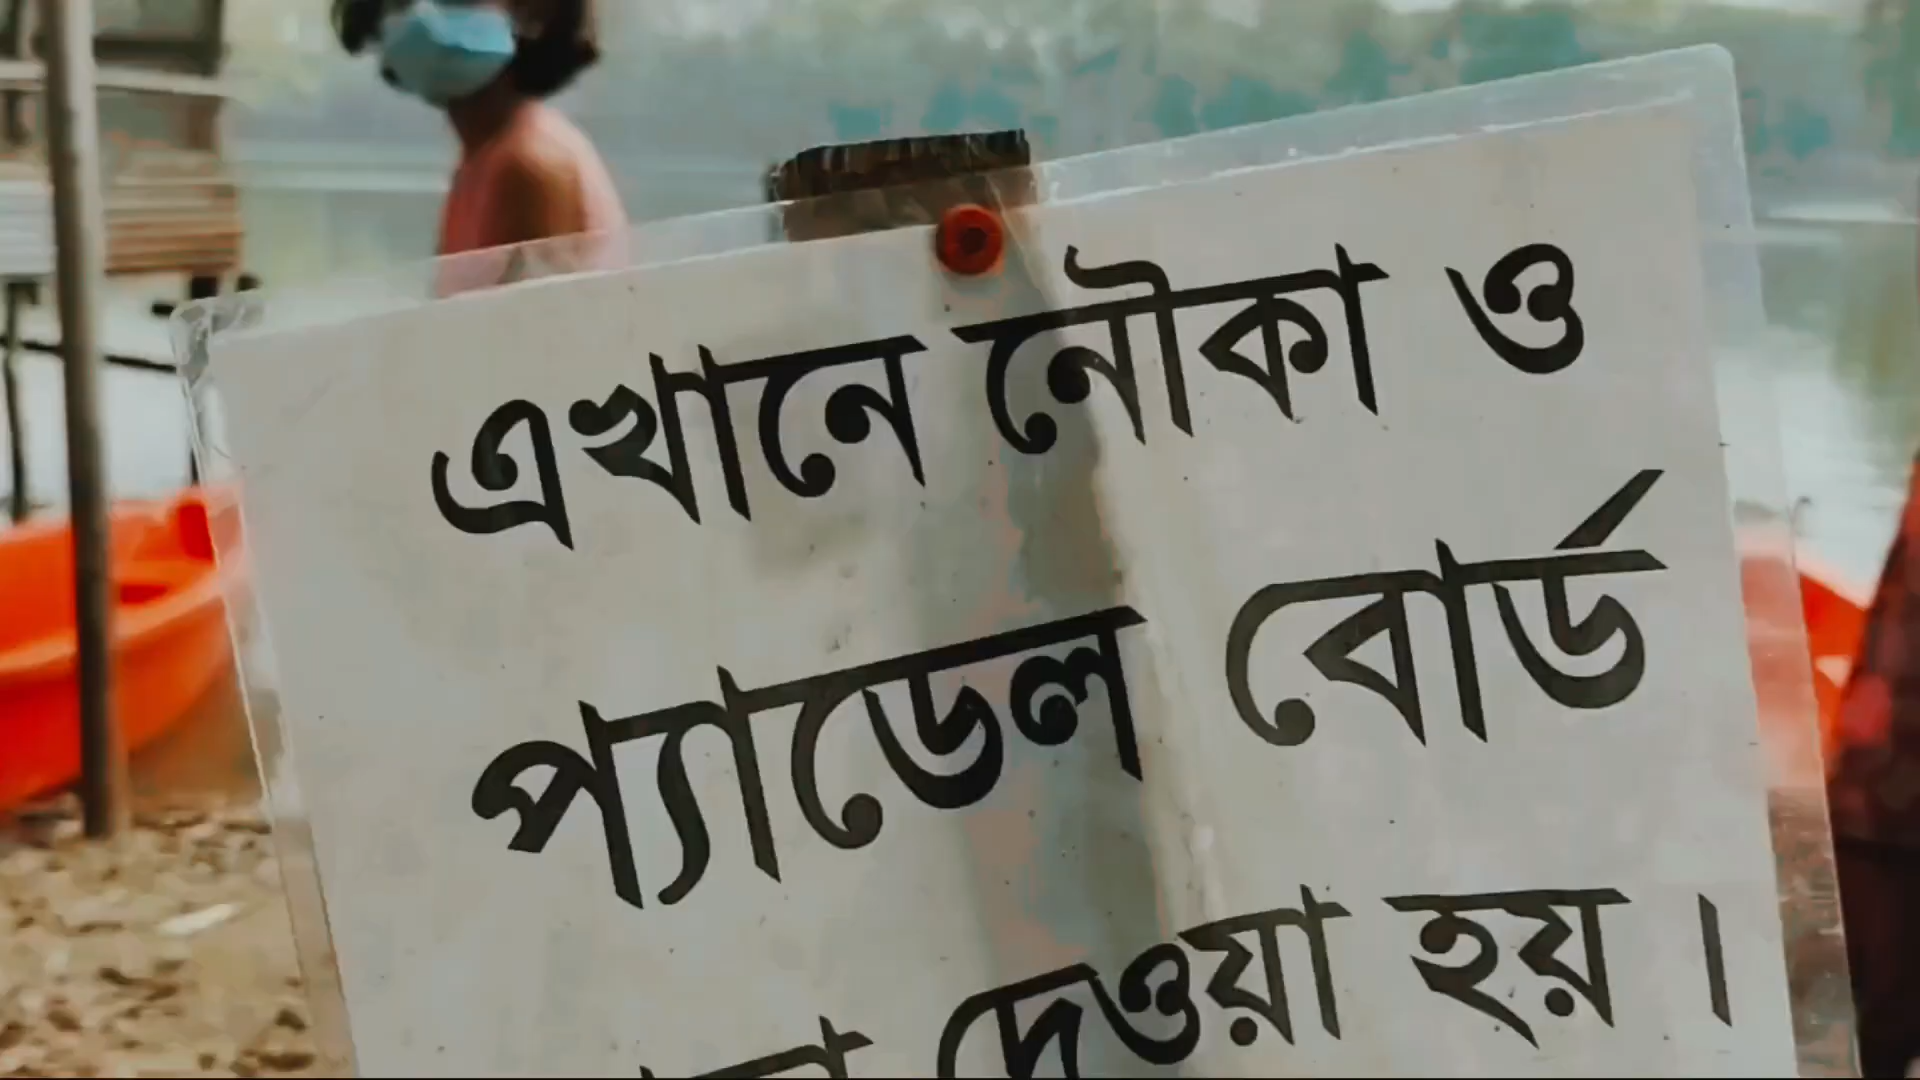 এখানে নৌকা ও
প্যাডেল বোর্ড
দেওয়া হয়।